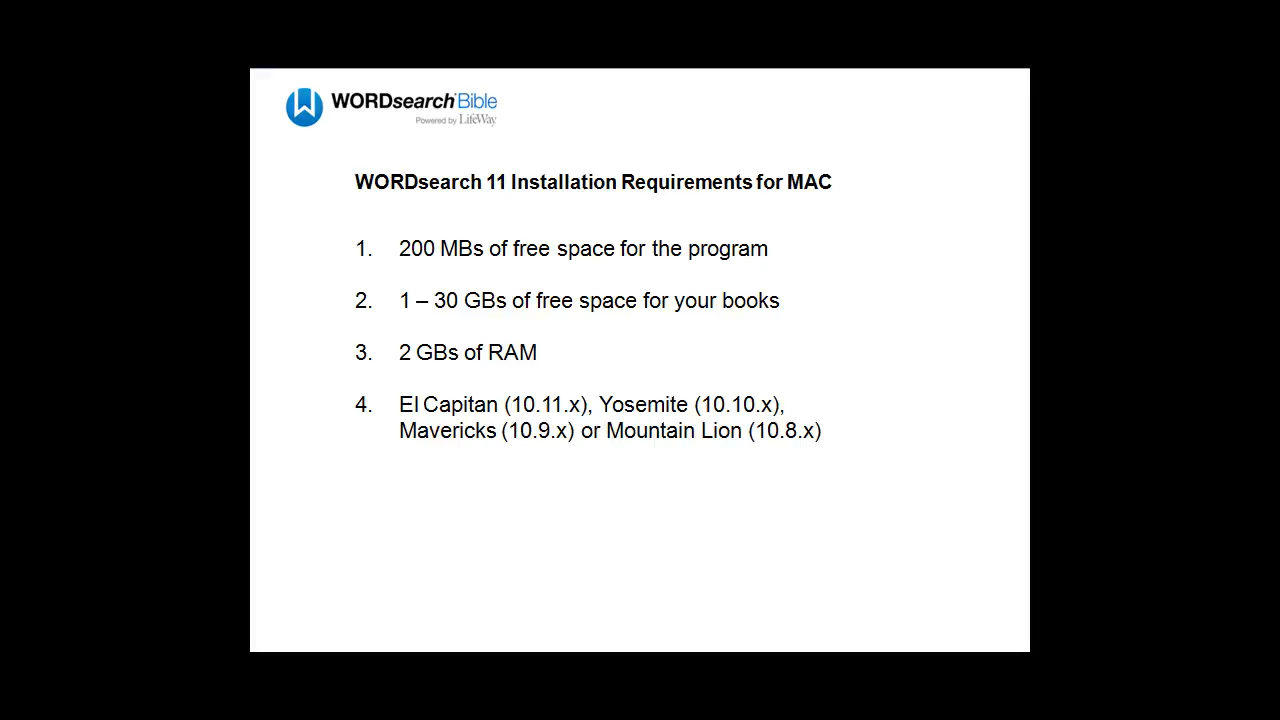 WORDsearch Bible
Powered by LifeWay
WORDsearch 11 Installation Requirements for MAC
1. 200 MBs of free space for the program
2. 1 – 30 GBs of free space for your books
3. 2 GBs of RAM
4. El Capitan (10.11.x), Yosemite (10.10.x),
Mavericks (10.9.x) or Mountain Lion (10.8.x)